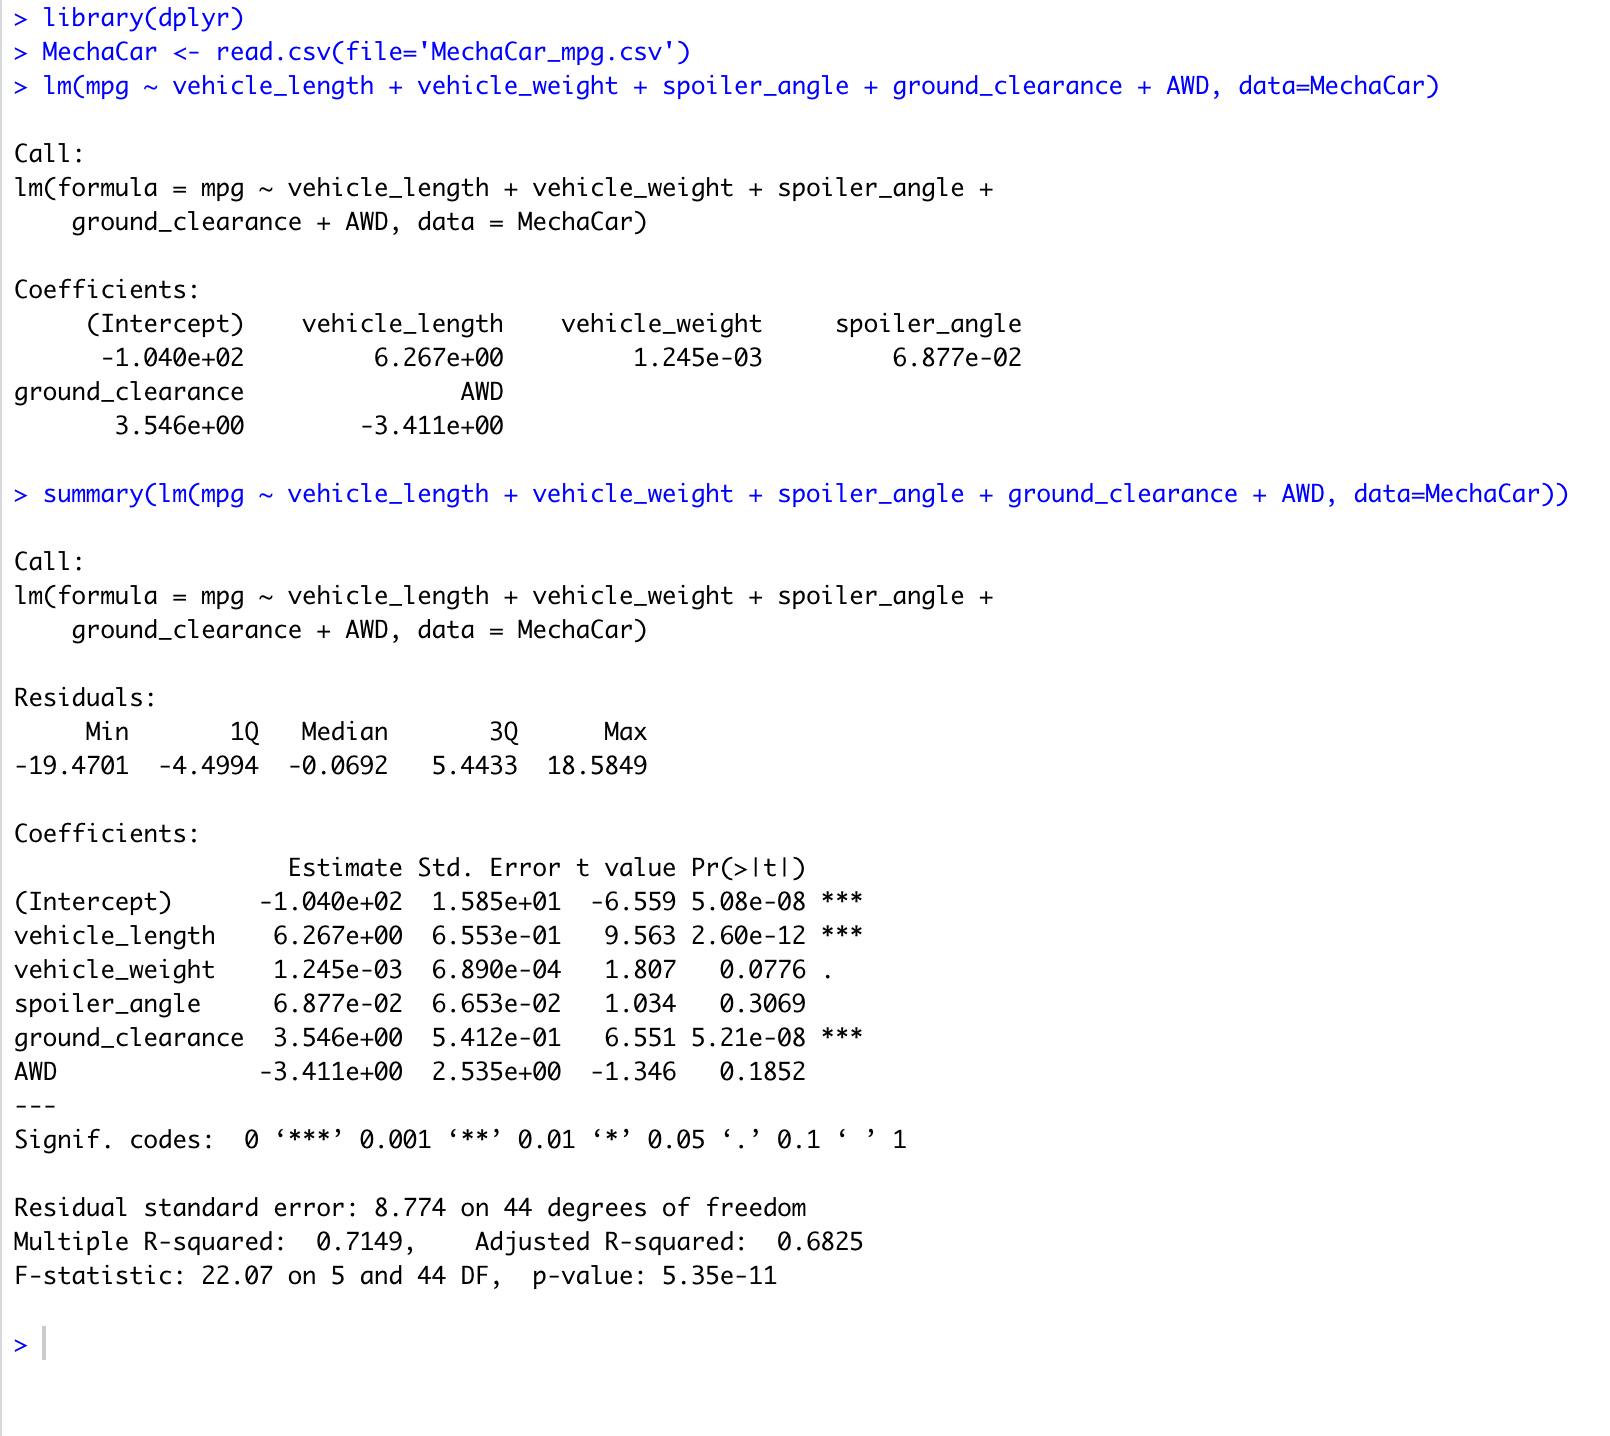 > library(dplyr)
> MechaCar <- read.csv(file='MechaCar_mpg.csv')
> lm(mpg ~ vehicle_length + vehicle_weight + spoiler_angle + ground_clearance + AWD, data=MechaCar)

Call:
lm(formula = mpg ~ vehicle_length + vehicle_weight + spoiler_angle +
    ground_clearance + AWD, data = MechaCar)

Coefficients:
     (Intercept)    vehicle_length    vehicle_weight     spoiler_angle
      -1.040e+02         6.267e+00         1.245e-03         6.877e-02
ground_clearance               AWD
       3.546e+00        -3.411e+00

> summary(lm(mpg ~ vehicle_length + vehicle_weight + spoiler_angle + ground_clearance + AWD, data=MechaCar))

Call:
lm(formula = mpg ~ vehicle_length + vehicle_weight + spoiler_angle +
    ground_clearance + AWD, data = MechaCar)

Residuals:
     Min       1Q   Median       3Q      Max
-19.4701  -4.4994  -0.0692   5.4433  18.5849

Coefficients:
                   Estimate Std. Error t value Pr(>|t|)
(Intercept)      -1.040e+02  1.585e+01  -6.559 5.08e-08 ***
vehicle_length    6.267e+00  6.553e-01   9.563 2.60e-12 ***
vehicle_weight    1.245e-03  6.890e-04   1.807   0.0776 .
spoiler_angle     6.877e-02  6.653e-02   1.034   0.3069
ground_clearance  3.546e+00  5.412e-01   6.551 5.21e-08 ***
AWD              -3.411e+00  2.535e+00  -1.346   0.1852
---
Signif. codes:  0 ‘***’ 0.001 ‘**’ 0.01 ‘*’ 0.05 ‘.’ 0.1 ‘ ’ 1

Residual standard error: 8.774 on 44 degrees of freedom
Multiple R-squared:  0.7149,    Adjusted R-squared:  0.6825
F-statistic: 22.07 on 5 and 44 DF,  p-value: 5.35e-11

>